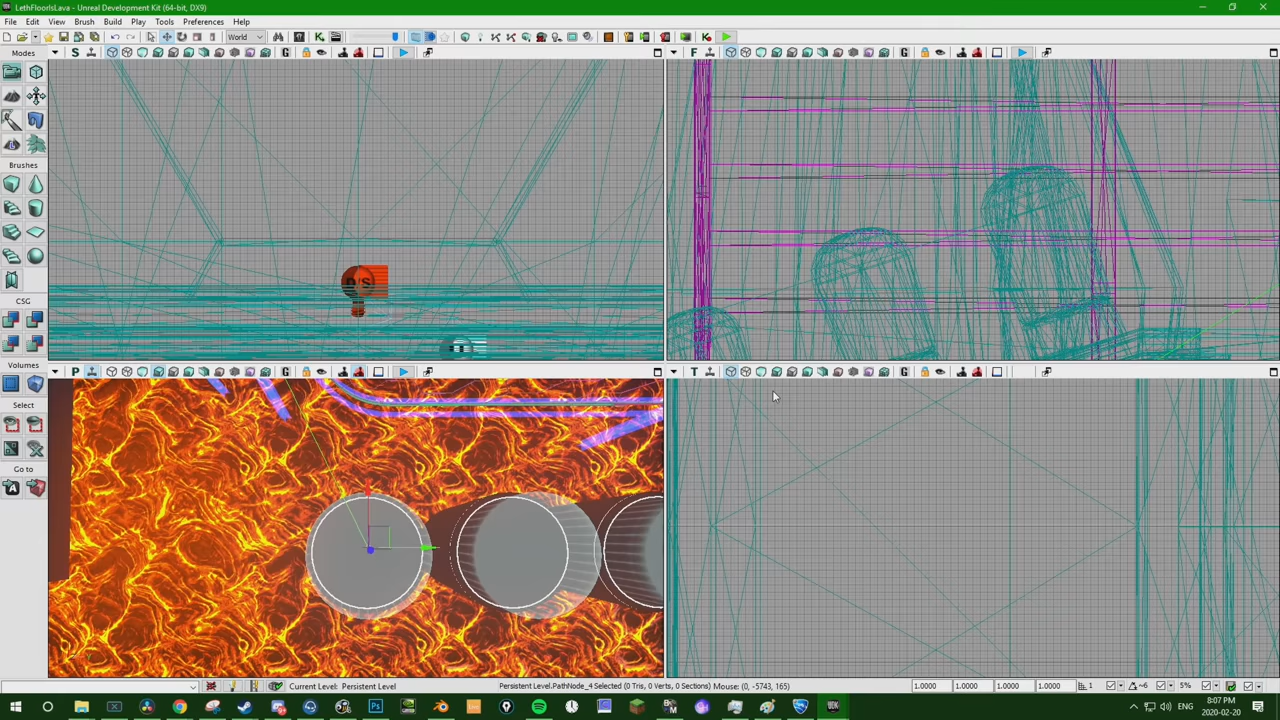 LethFloorIsLava - Unreal Development Kit (64-bit, DX9)
File Edit View Brush Build Play Tools Preferences Help
World
Modes
S
F
Brushes
CSG
Volumes
P
T
Select
Go to
Current Level: Persistent Level
Persistent Level.PathNode_4 Selected (0 Tris, 0 Verts, 0 Sections) Mouse: (0, -5743, 165)
1.0000 1.0000 1.0000 1.0000
1
5%
ENG
8:07 PM
2020-02-20